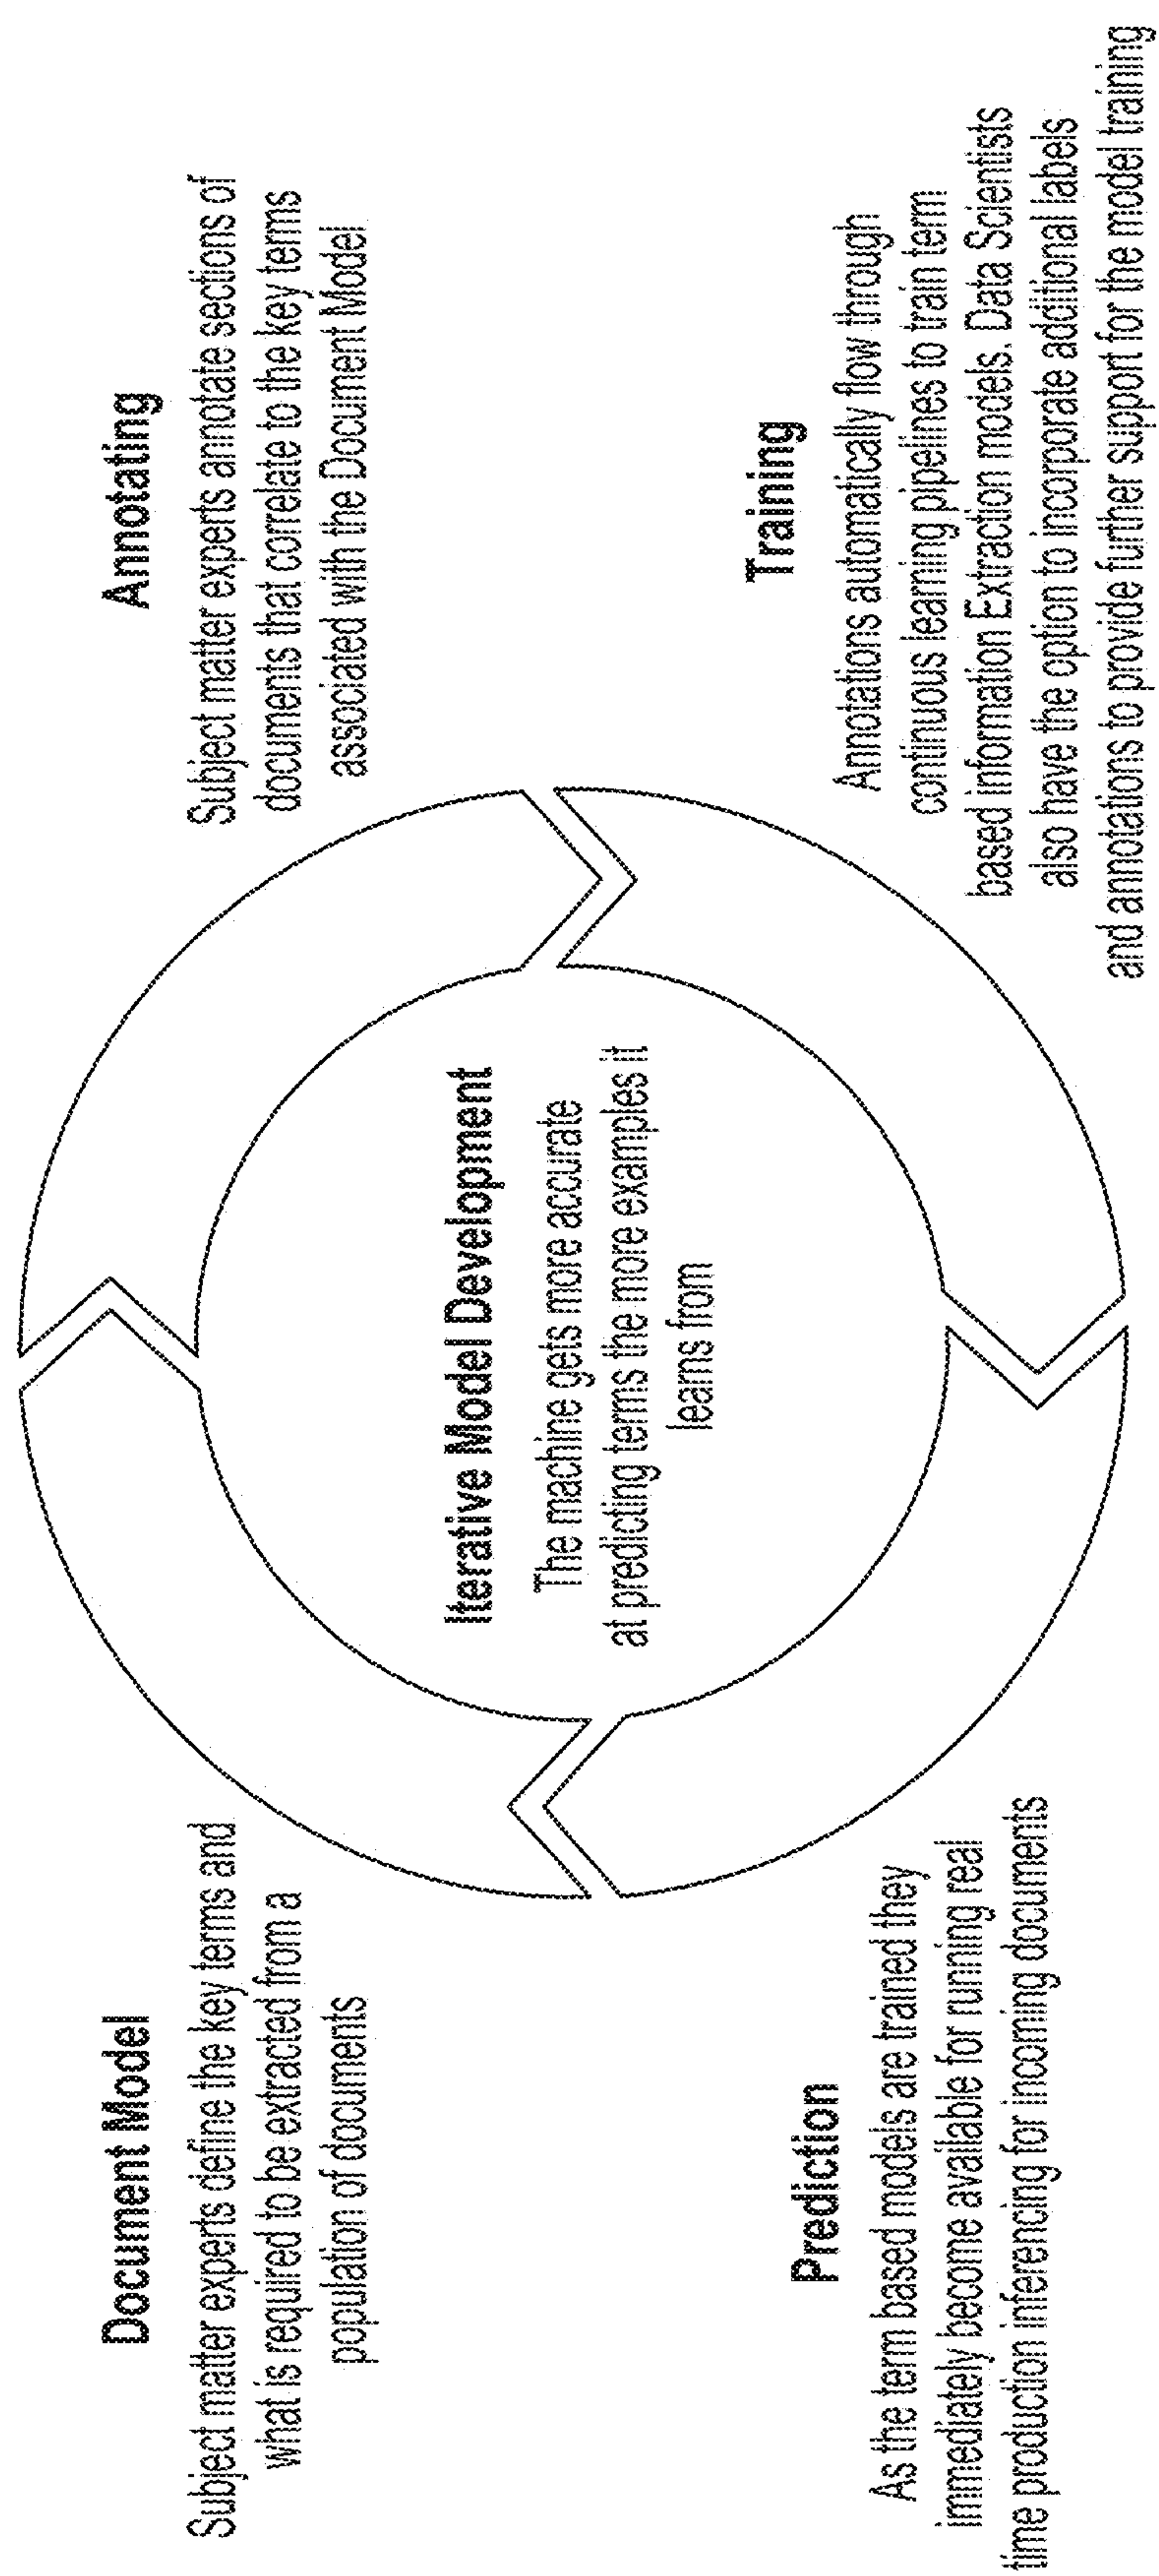 Document Model
Subject matter experts define the key terms and
what is required to be extracted from a
population of documents
Annotating
Subject matter experts annotate sections of
documents that correlate to the key terms
associated with the Document Model
Iterative Model Development
The machine gets more accurate
at predicting terms the more examples it
learns from
Prediction
As the term based models are trained they
immediately become available for running real
time production inferencing for incoming documents
Training
Annotations automatically flow through
continuous learning pipelines to train term
based information Extraction models. Data Scientists
also have the option to incorporate additional labels
and annotations to provide further support for the model training